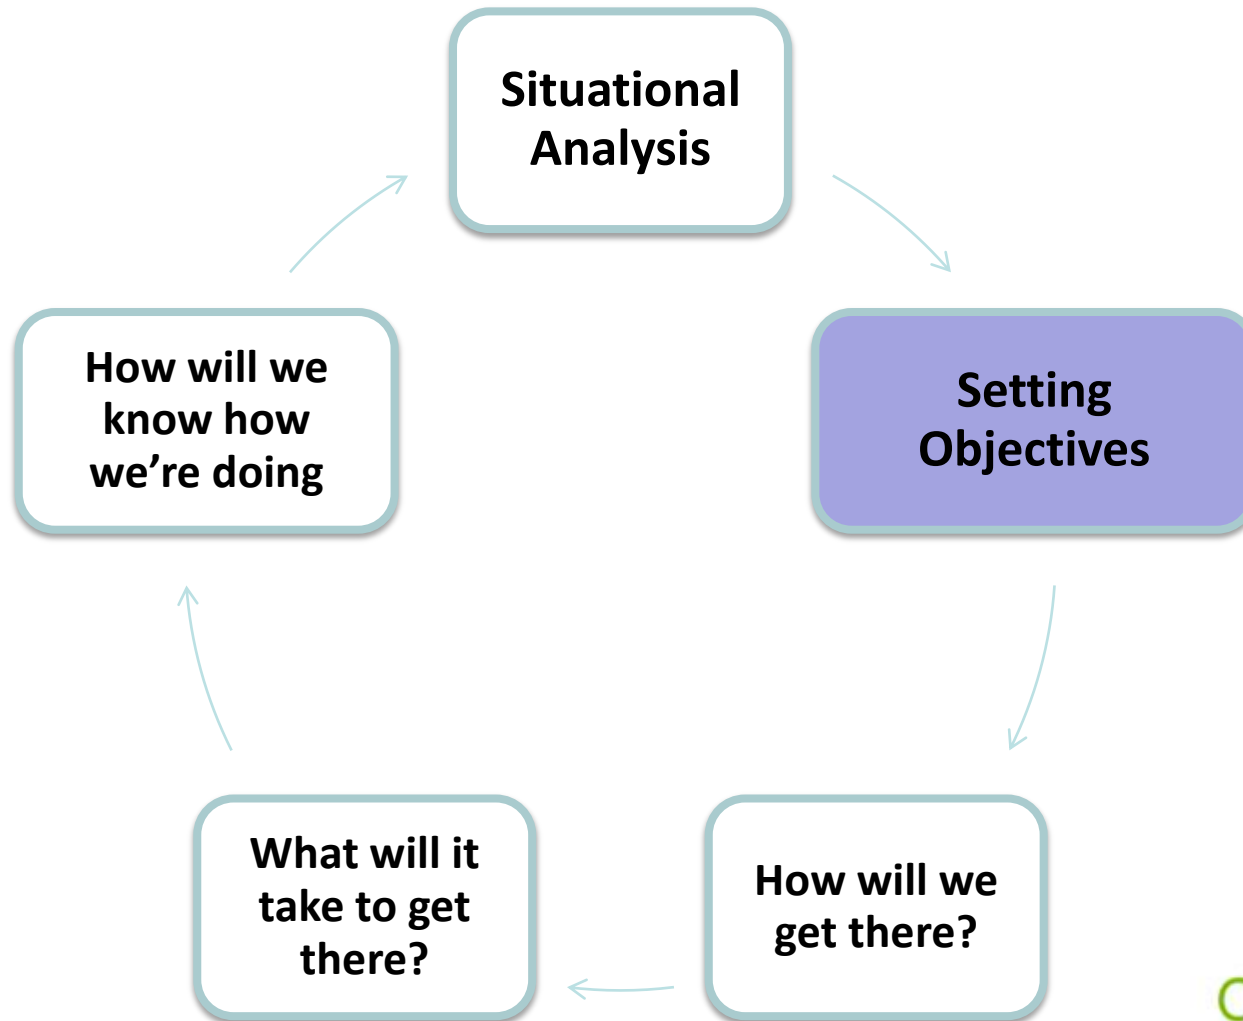 Situational
Analysis
Setting
Objectives
How will we
get there?
What will it
take to get
there?
How will we
know how
we’re doing